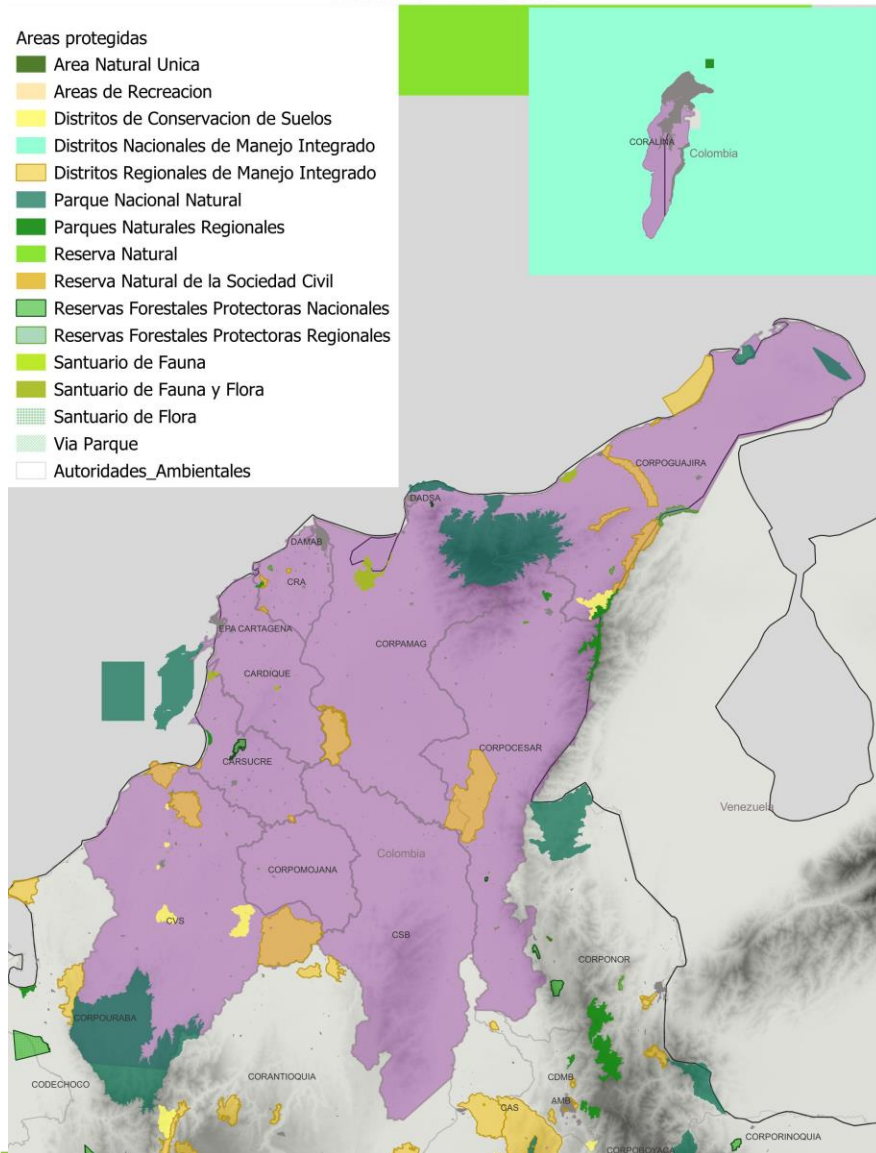 Areas protegidas
Area Natural Unica
Areas de Recreacion
Distritos de Conservacion de Suelos
Distritos Nacionales de Manejo Integrado
Distritos Regionales de Manejo Integrado
Parque Nacional Natural
Parques Naturales Regionales
Reserva Natural
Reserva Natural de la Sociedad Civil
Reservas Forestales Protectoras Nacionales
Reservas Forestales Protectoras Regionales
Santuario de Fauna
Santuario de Fauna y Flora
Santuario de Flora
Via Parque
Autoridades_Ambientales
CORALINA
Colombia
CORPOGUAJIRA
DADSA
DAMAB
CRA
EPA CARTAGENA
CORPAMAG
CARDIQUE
CORPOCESAR
CARSUCRE
Venezuela
Colombia
CORPOMOJANA
CVS
CSB
CORPONOR
CORPOURABA
CORANTIOQUIA
CODECHOCO
CDMB
AMB
CAS
CORPORINOQUIA
CORPOBOYACA